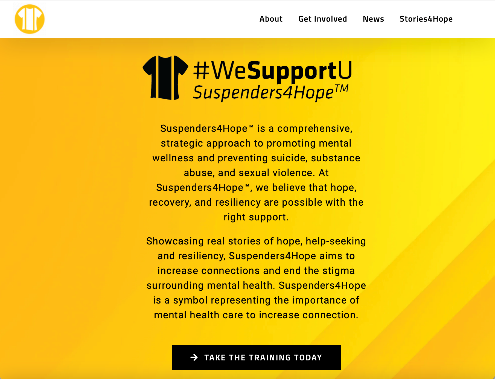 About Get Involved News Stories4Hope
#WeSupportU
Suspenders4Hope™
Suspenders4Hope™ is a comprehensive,
strategic approach to promoting mental
wellness and preventing suicide, substance
abuse, and sexual violence. At
Suspenders4Hope™, we believe that hope,
recovery, and resiliency are possible with the
right support.
Showcasing real stories of hope, help-seeking
and resiliency, Suspenders4Hope aims to
increase connections and end the stigma
surrounding mental health. Suspenders4Hope
is a symbol representing the importance of
mental health care to increase connection.
→ TAKE THE TRAINING TODAY